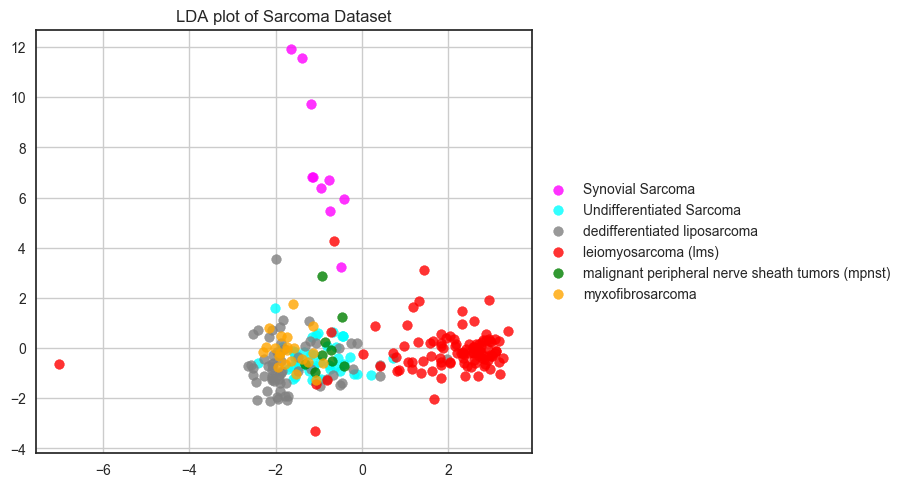 LDA plot of Sarcoma Dataset
12
10
8
6
4
2
0
−2
−4
−6 −4 −2 0 2
Synovial Sarcoma
Undifferentiated Sarcoma
dedifferentiated liposarcoma
leiomyosarcoma (lms)
malignant peripheral nerve sheath tumors (mpnst)
myxofibrosarcoma